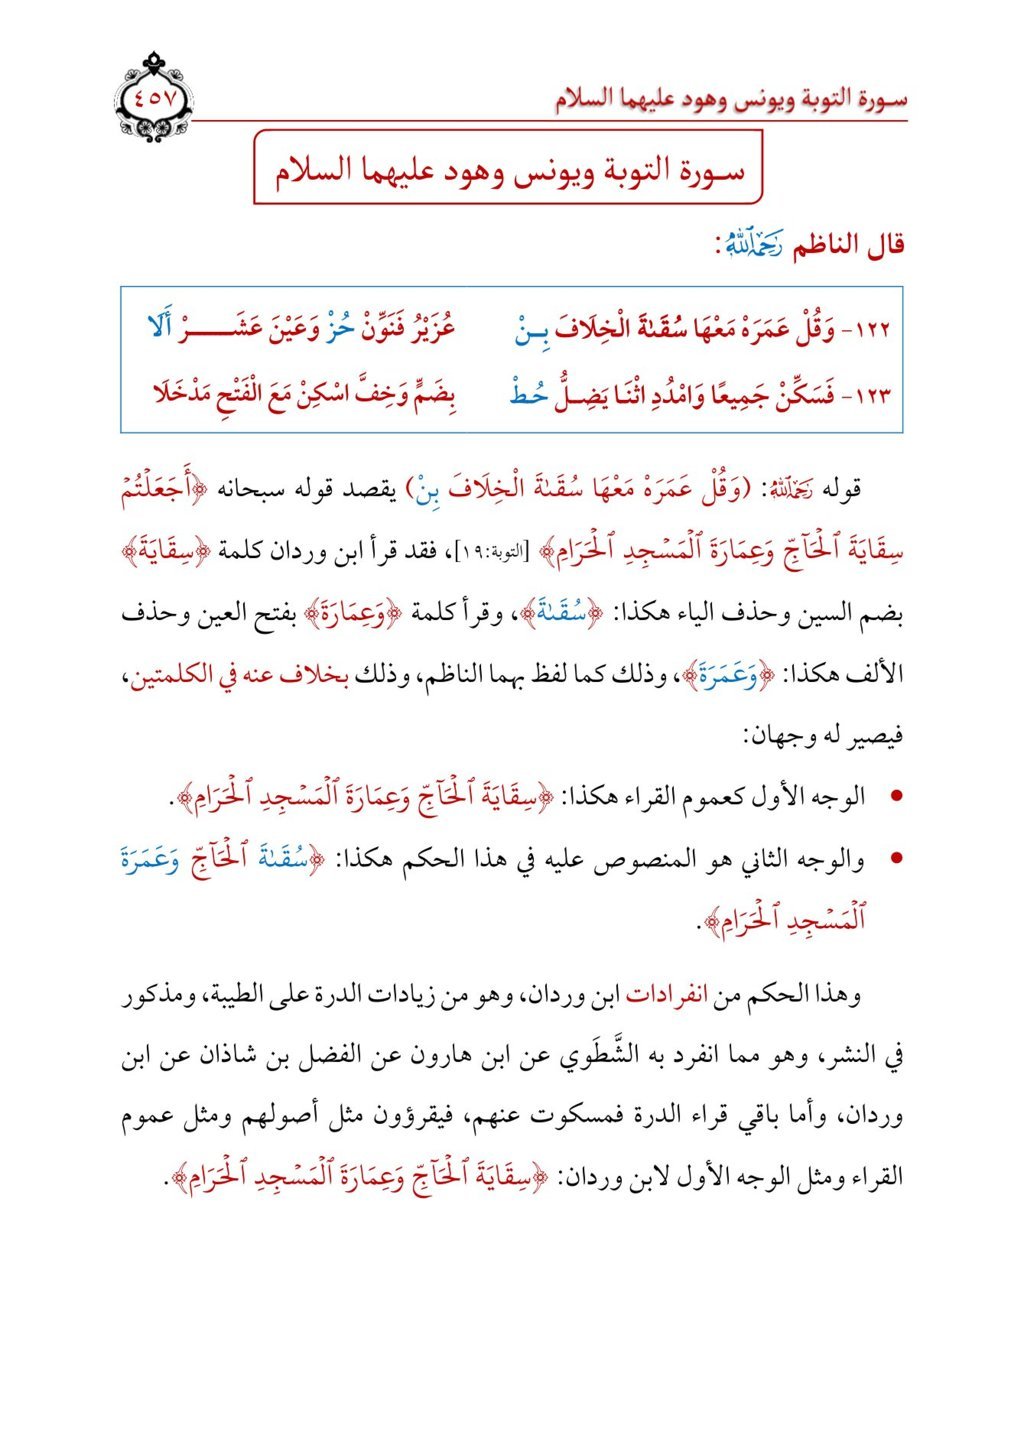 سورة التوبة ويونس وهود عليهما السلام
٤٥٧
سورة التوبة ويونس وهود عليهما السلام
قال الناظم رَحِمَهُ ٱللَّهُ:
١٢٢- وَقُلْ عَمَرَهْ مَعْهَا سُقَىٰةَ الْخِلَافَ بِنْ عُزَيْرُ فَنَوِّنْ حُزْ وَعَيْنَ عَشَرْ أَلَا
١٢٣- فَسَكِّنْ جَمِيعًا وَامْدُدِ اثْنَا يَضِلُّ حُطْ بِضَمٍّ وَخِفَّ اسْكِنْ مَعَ الْفَتْحِ مَدْخَلَا
قوله رَحِمَهُ ٱللَّهُ: (وَقُلْ عَمَرَهْ مَعْهَا سُقَىٰةَ الْخِلَافَ بِنْ) يقصد قوله سبحانه ﴿أَجَعَلْتُمْ
سِقَايَةَ ٱلْحَآجِّ وَعِمَارَةَ ٱلْمَسْجِدِ ٱلْحَرَامِ﴾ [التوبة:١٩]، فقد قرأ ابن وردان كلمة ﴿سِقَايَةَ﴾
بضم السين وحذف الياء هكذا: ﴿سُقَىٰةَ﴾، وقرأ كلمة ﴿وَعِمَارَةَ﴾ بفتح العين وحذف
الألف هكذا: ﴿وَعَمَرَةَ﴾، وذلك كما لفظ بهما الناظم، وذلك بخلاف عنه في الكلمتين،
فيصير له وجهان:
• الوجه الأول كعموم القراء هكذا: ﴿سِقَايَةَ ٱلْحَآجِّ وَعِمَارَةَ ٱلْمَسْجِدِ ٱلْحَرَامِ﴾.
• والوجه الثاني هو المنصوص عليه في هذا الحكم هكذا: ﴿سُقَىٰةَ ٱلْحَآجِّ وَعَمَرَةَ
ٱلْمَسْجِدِ ٱلْحَرَامِ﴾.
وهذا الحكم من انفرادات ابن وردان، وهو من زيادات الدرة على الطيبة، ومذكور
في النشر، وهو مما انفرد به الشَّطَوي عن ابن هارون عن الفضل بن شاذان عن ابن
وردان، وأما باقي قراء الدرة فمسكوت عنهم، فيقرؤون مثل أصولهم ومثل عموم
القراء ومثل الوجه الأول لابن وردان: ﴿سِقَايَةَ ٱلْحَآجِّ وَعِمَارَةَ ٱلْمَسْجِدِ ٱلْحَرَامِ﴾.